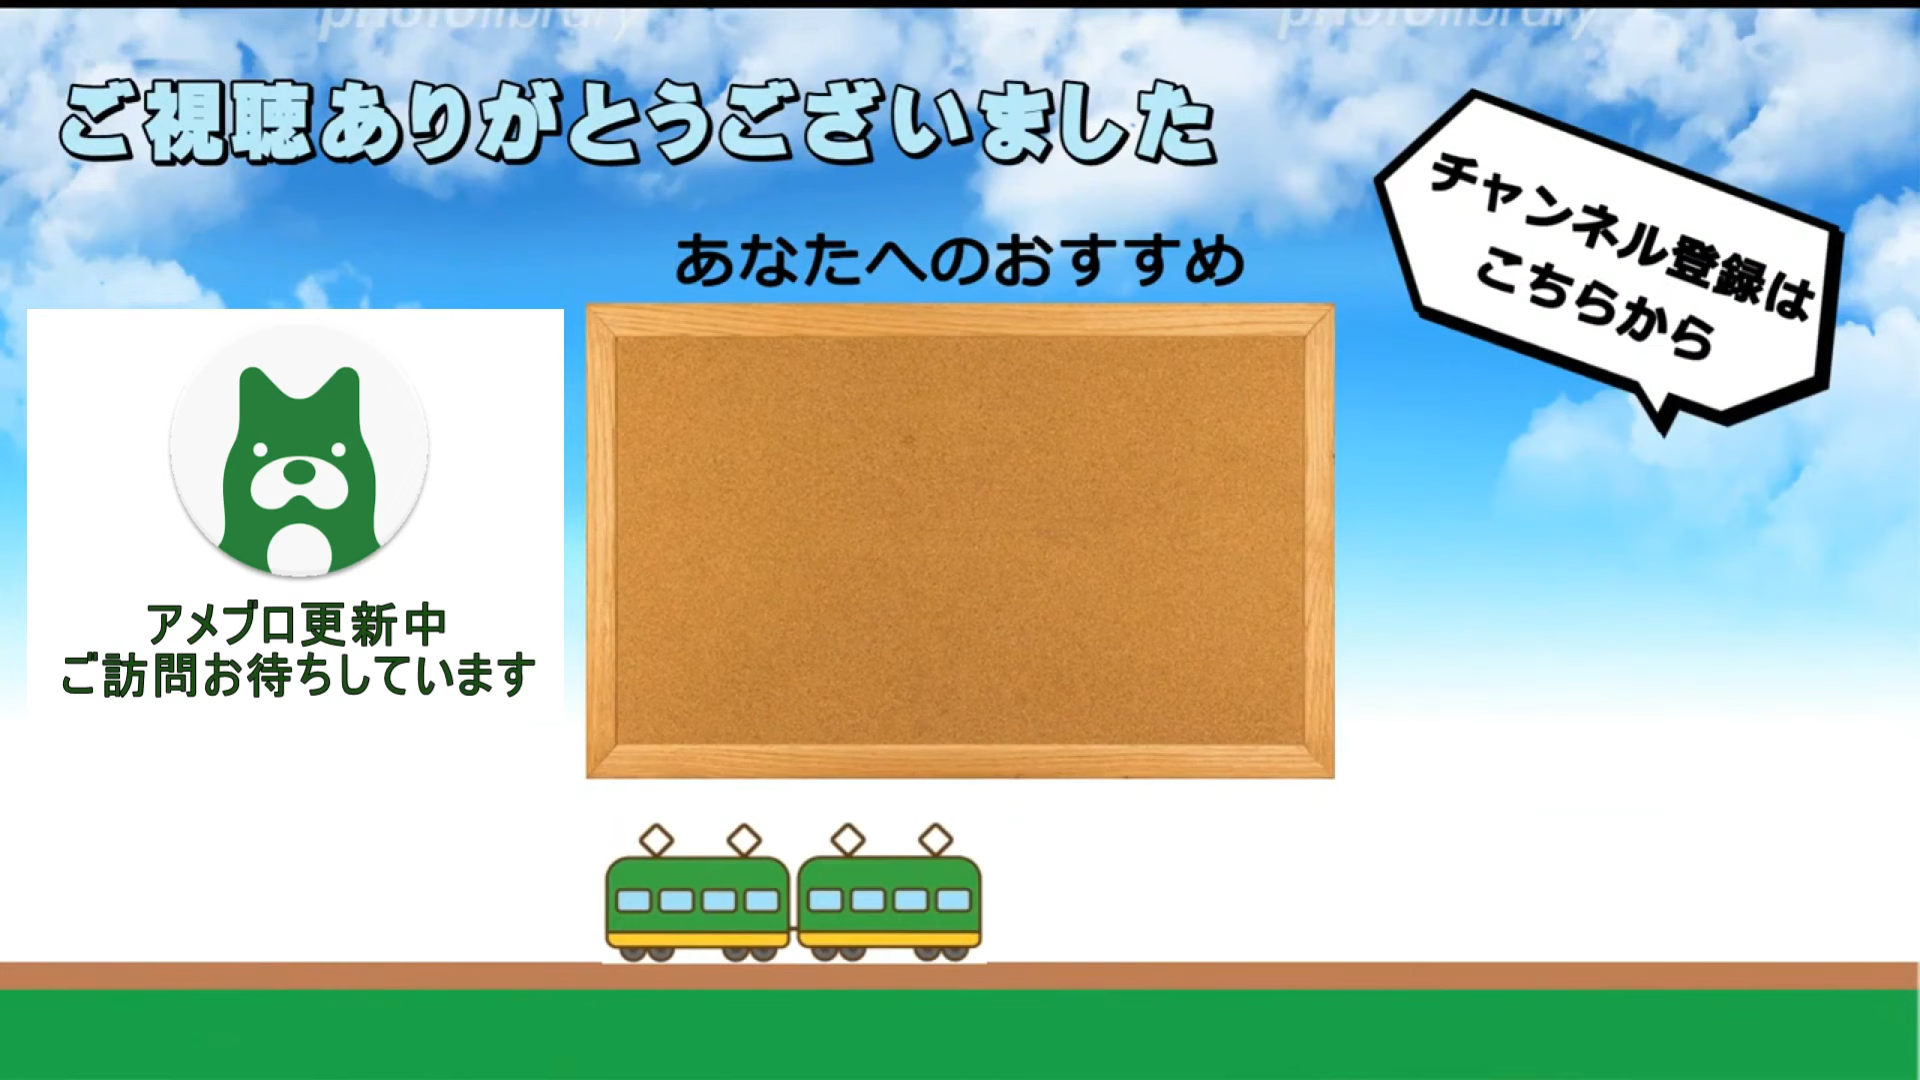 photolibrary
photolibrary
ご視聴ありがとうございました
チャンネル登録は
こちらから
あなたへのおすすめ
アメブロ更新中
ご訪問お待ちしています